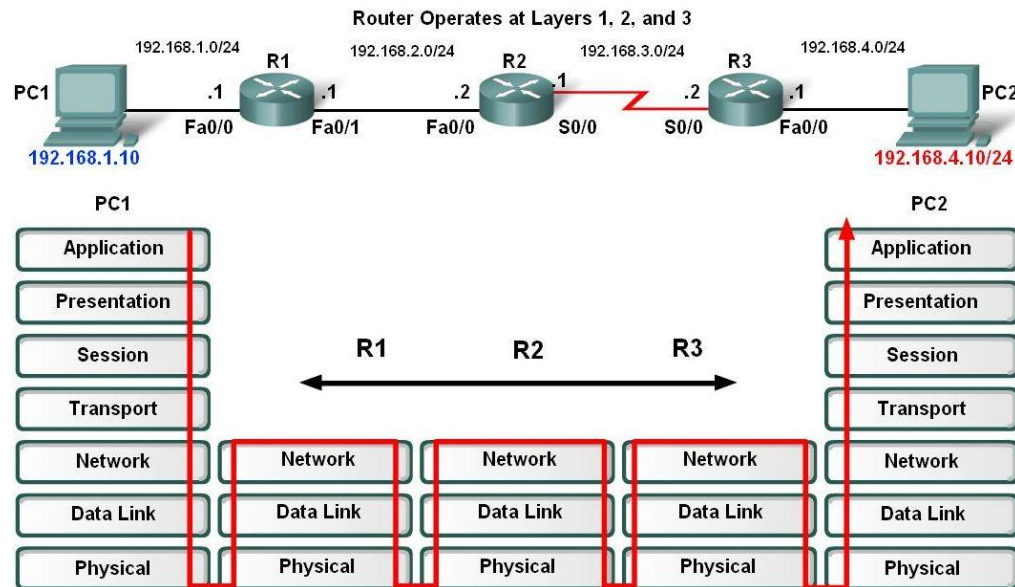 Router Operates at Layers 1, 2, and 3
192.168.1.0/24
192.168.2.0/24
192.168.3.0/24
192.168.4.0/24
R1
R2
R3
PC1
.1
.1
.2
.1
.2
.1
PC2
Fa0/0
Fa0/1
Fa0/0
S0/0
S0/0
Fa0/0
192.168.1.10
192.168.4.10/24
PC1
PC2
Application
Application
Presentation
Presentation
R1
R2
R3
Session
Session
Transport
Transport
Network
Network
Network
Network
Network
Data Link
Data Link
Data Link
Data Link
Data Link
Physical
Physical
Physical
Physical
Physical